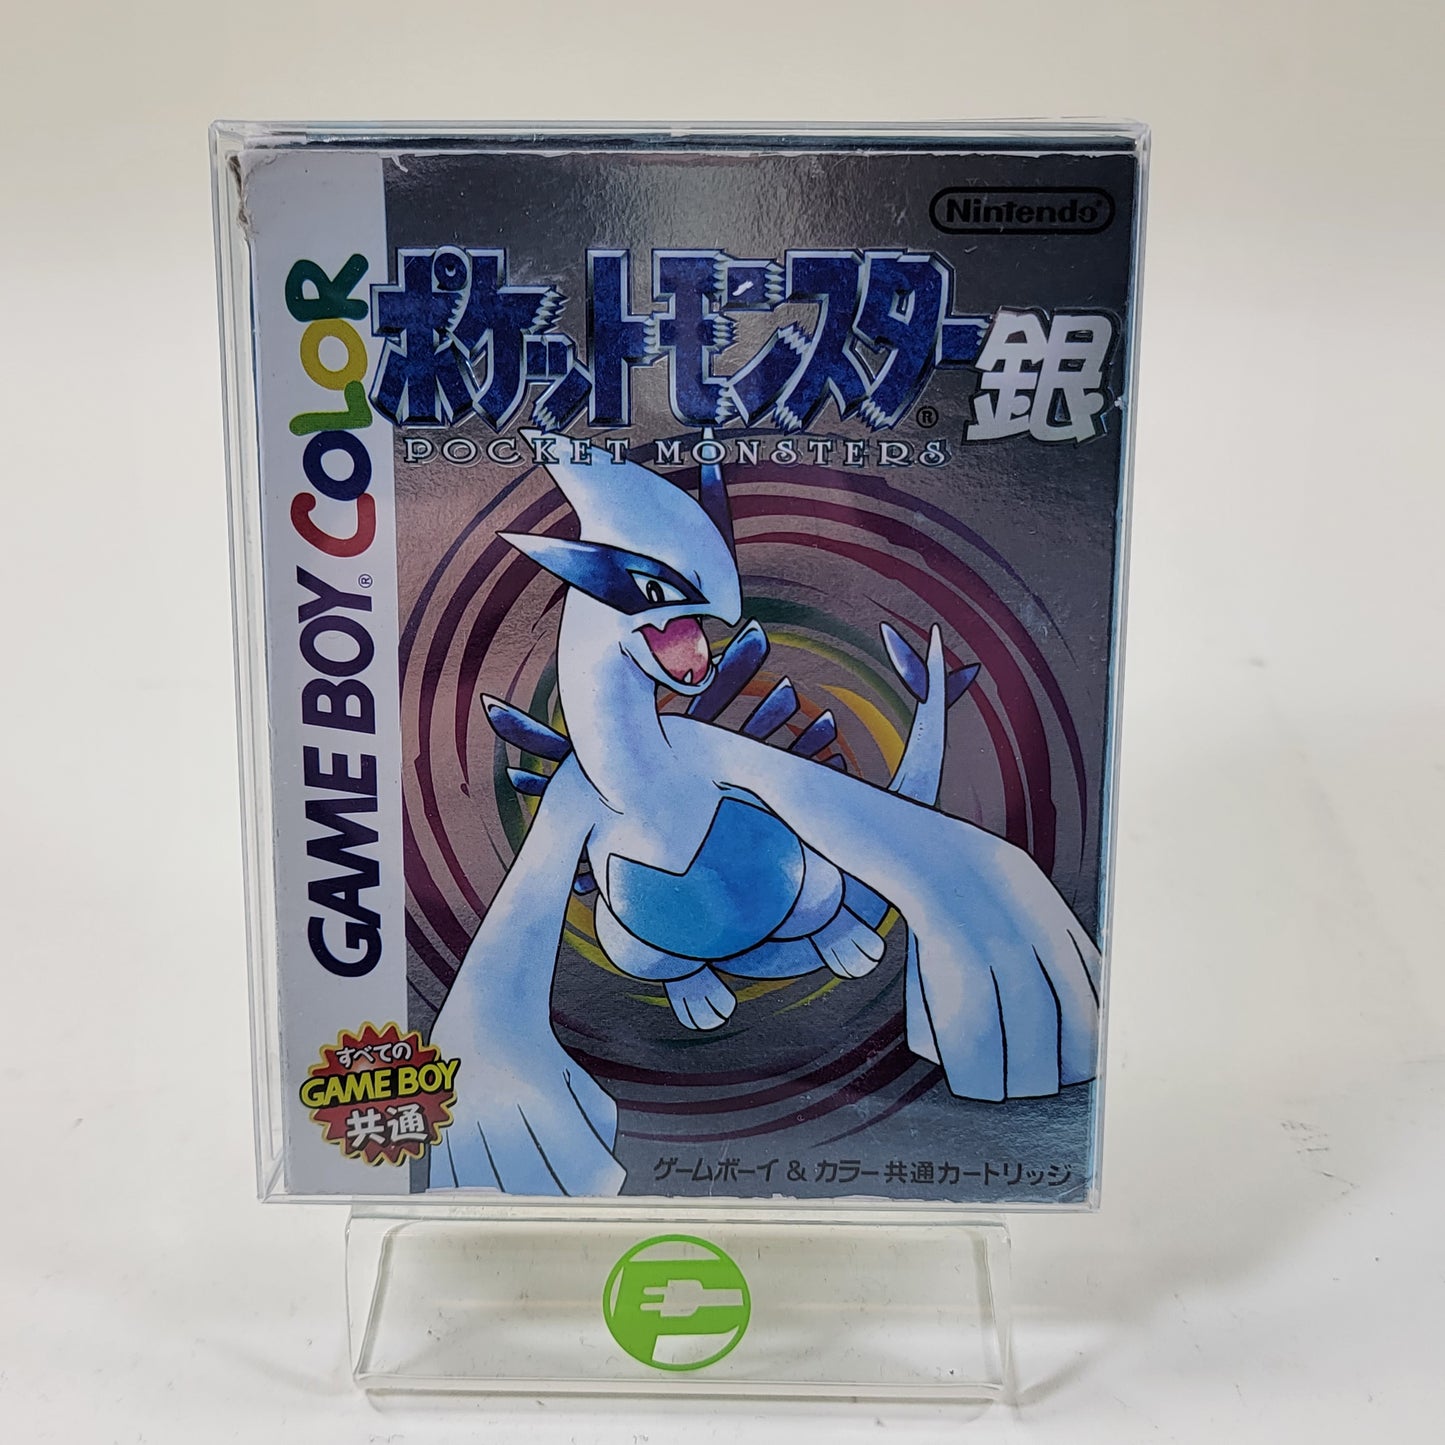 Nintendo®
ポケットモンスター銀
®
POCKET MONSTERS
GAME BOY® COLOR
すべての
GAME BOY
共通
ゲームボーイ & カラー共通カートリッジ